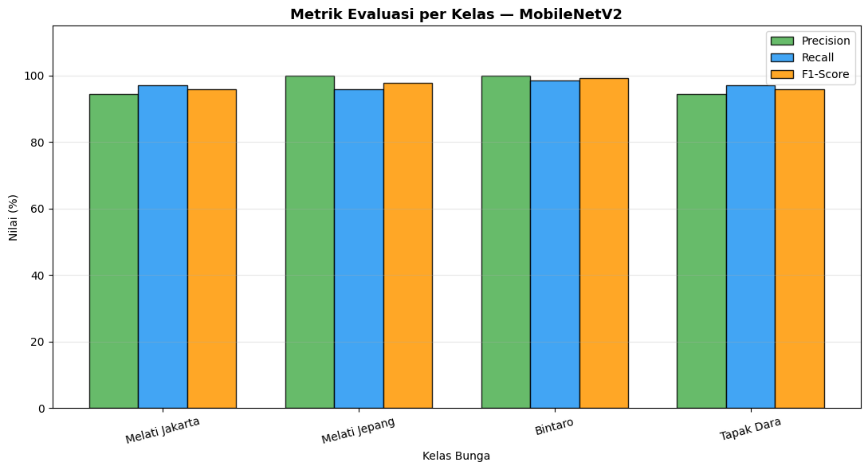 Metrik Evaluasi per Kelas — MobileNetV2
Precision
Recall
F1-Score
Nilai (%)
100
80
60
40
20
0
Melati Jakarta
Melati Jepang
Bintaro
Tapak Dara
Kelas Bunga